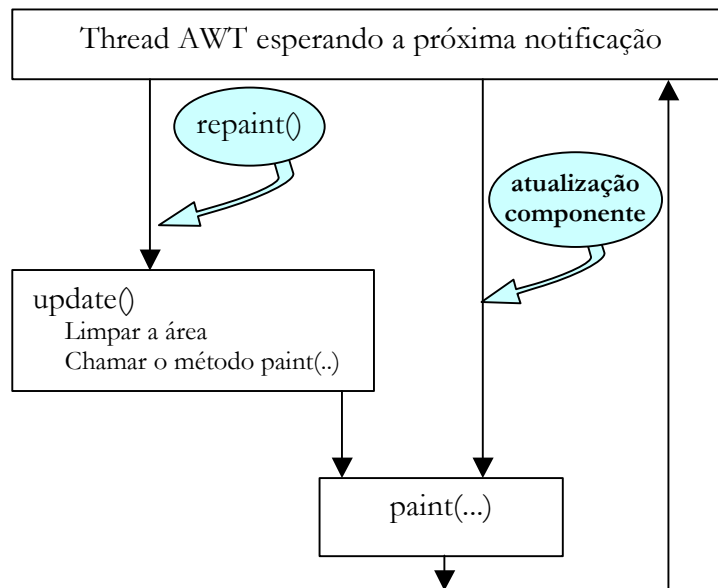 Thread AWT esperando a próxima notificação
repaint()
atualização
componente
update()
Limpar a área
Chamar o método paint(..)
paint(...)